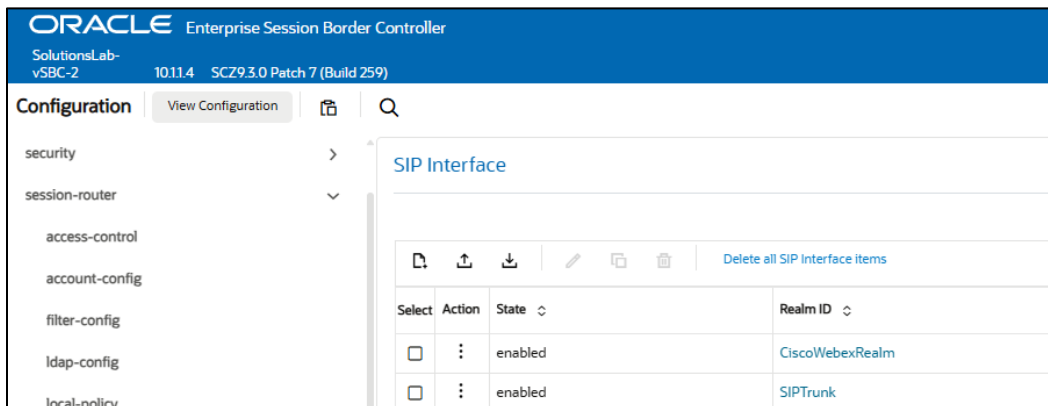 ORACLE Enterprise Session Border Controller
SolutionsLab-
vSBC-2 10.1.1.4 SCZ9.3.0 Patch 7 (Build 259)
Configuration View Configuration
security
SIP Interface
session-router
access-control
Delete all SIP Interface items
account-config
Select Action State Realm ID
filter-config
enabled CiscoWebexRealm
ldap-config
enabled SIPTrunk
local-policy